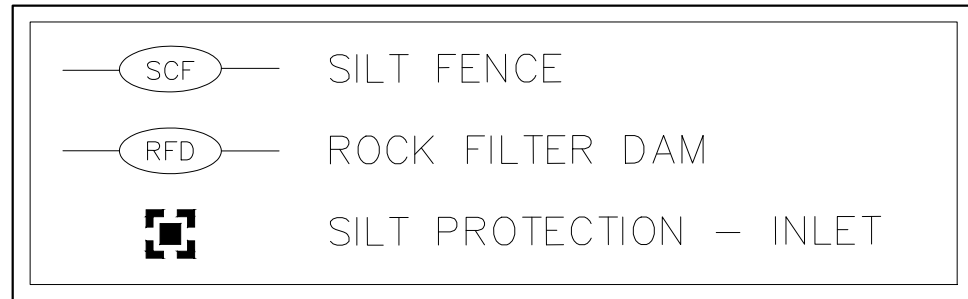 SCF SILT FENCE
RFD ROCK FILTER DAM
SILT PROTECTION — INLET